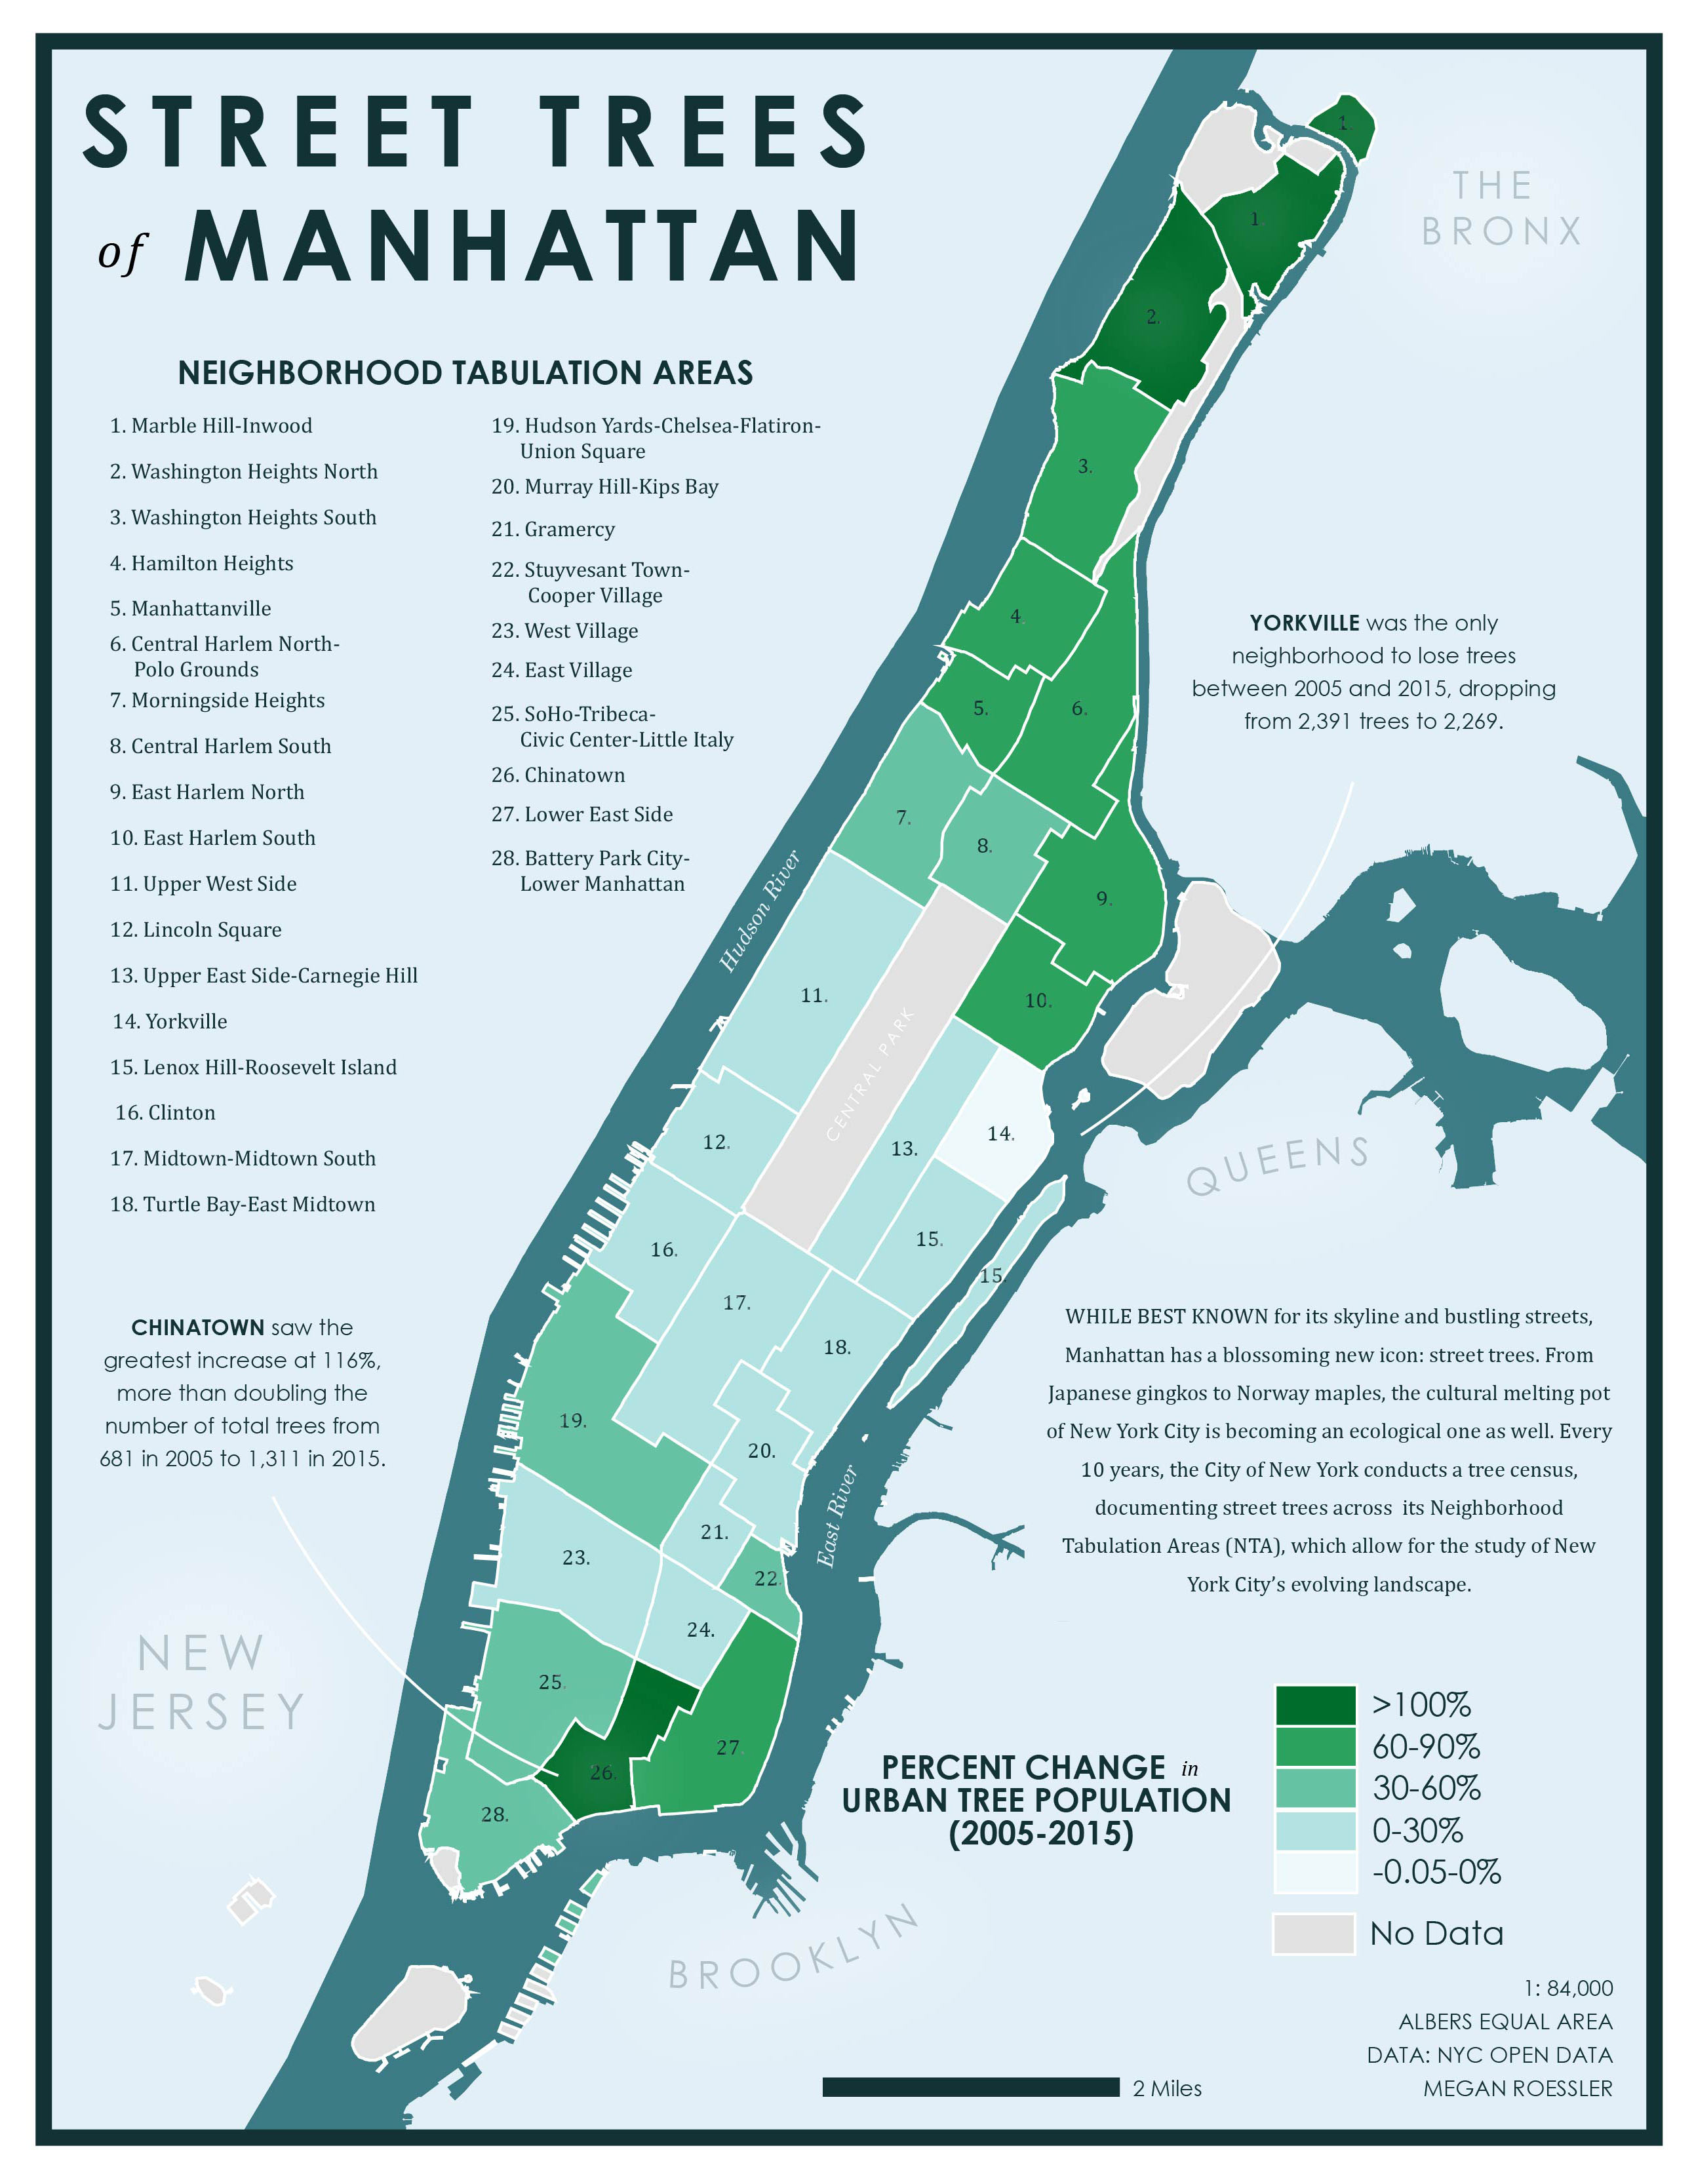 STREET TREES
of MANHATTAN
NEIGHBORHOOD TABULATION AREAS
1. Marble Hill-Inwood
2. Washington Heights North
3. Washington Heights South
4. Hamilton Heights
5. Manhattanville
6. Central Harlem North-
Polo Grounds
7. Morningside Heights
8. Central Harlem South
9. East Harlem North
10. East Harlem South
11. Upper West Side
12. Lincoln Square
13. Upper East Side-Carnegie Hill
14. Yorkville
15. Lenox Hill-Roosevelt Island
16. Clinton
17. Midtown-Midtown South
18. Turtle Bay-East Midtown
19. Hudson Yards-Chelsea-Flatiron-
Union Square
20. Murray Hill-Kips Bay
21. Gramercy
22. Stuyvesant Town-
Cooper Village
23. West Village
24. East Village
25. SoHo-Tribeca-
Civic Center-Little Italy
26. Chinatown
27. Lower East Side
28. Battery Park City-
Lower Manhattan
1.
THE
BRONX
1.
2.
3.
4.
YORKVILLE was the only
neighborhood to lose trees
between 2005 and 2015, dropping
from 2,391 trees to 2,269.
5.
6.
7.
8.
9.
Hudson River
11.
10.
CENTRAL PARK
12.
13.
14.
QUEENS
16.
15.
15.
17.
18.
19.
20.
21.
East River
23.
22.
24.
25.
27.
26.
28.
CHINATOWN saw the
greatest increase at 116%,
more than doubling the
number of total trees from
681 in 2005 to 1,311 in 2015.
NEW
JERSEY
WHILE BEST KNOWN for its skyline and bustling streets,
Manhattan has a blossoming new icon: street trees. From
Japanese gingkos to Norway maples, the cultural melting pot
of New York City is becoming an ecological one as well. Every
10 years, the City of New York conducts a tree census,
documenting street trees across its Neighborhood
Tabulation Areas (NTA), which allow for the study of New
York City's evolving landscape.
PERCENT CHANGE in
URBAN TREE POPULATION
(2005-2015)
>100%
60-90%
30-60%
0-30%
-0.05-0%
No Data
BROOKLYN
1: 84,000
ALBERS EQUAL AREA
DATA: NYC OPEN DATA
MEGAN ROESSLER
2 Miles